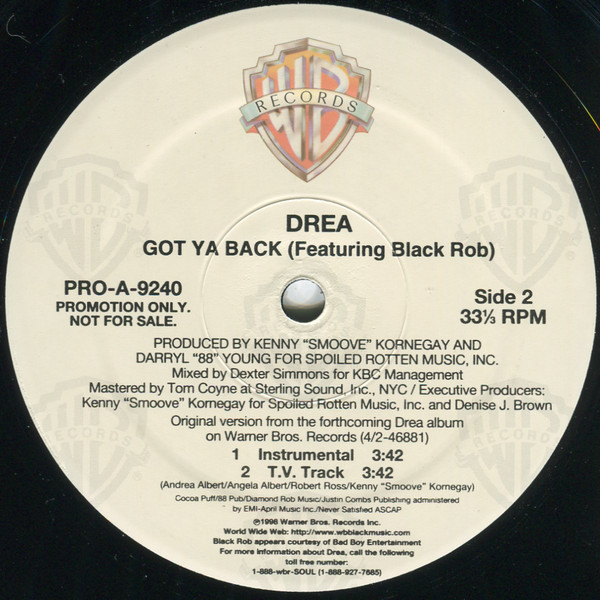 WB
RECORDS
DREA
GOT YA BACK (Featuring Black Rob)
PRO-A-9240
PROMOTION ONLY.
NOT FOR SALE.
Side 2
33⅓ RPM
PRODUCED BY KENNY “SMOOVE” KORNEGAY AND
DARRYL “88” YOUNG FOR SPOILED ROTTEN MUSIC, INC.
Mixed by Dexter Simmons for KBC Management
Mastered by Tom Coyne at Sterling Sound, Inc., NYC / Executive Producers:
Kenny “Smoove” Kornegay for Spoiled Rotten Music, Inc. and Denise J. Brown
Original version from the forthcoming Drea album
on Warner Bros. Records (4/2-46881)
1 Instrumental 3:42
2 T.V. Track 3:42
(Andrea Albert/Angela Albert/Robert Ross/Kenny “Smoove” Kornegay)
Cocoa Puff/88 Pub/Diamond Rob Music/Justin Combs Publishing administered
by EMI-April Music Inc./Never Satisfied ASCAP
℗1998 Warner Bros. Records Inc.
World Wide Web: http://www.wbblackmusic.com
Black Rob appears courtesy of Bad Boy Entertainment
For more information about Drea, call the following
toll free number:
1-888-wbr-SOUL (1-888-927-7685)